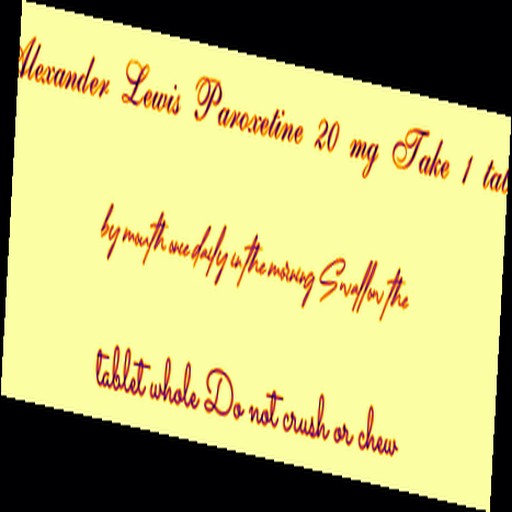 Alexander Lewis Paroxetine 20 mg Take 1 tab
by mouth once daily in the morning Swallow the
tablet whole Do not crush or chew